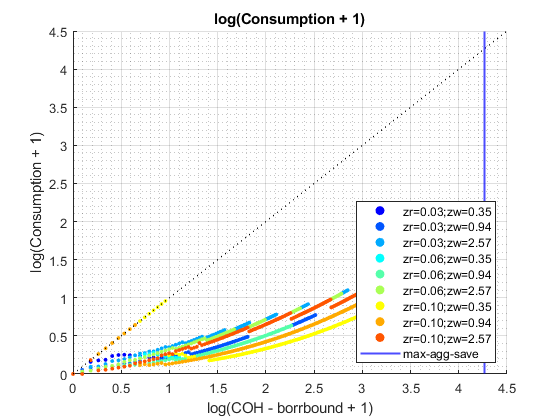 log(Consumption + 1)
4.5
4
3.5
3
2.5
2
1.5
1
0.5
0
log(Consumption + 1)
zr=0.03;zw=0.35
zr=0.03;zw=0.94
zr=0.03;zw=2.57
zr=0.06;zw=0.35
zr=0.06;zw=0.94
zr=0.06;zw=2.57
zr=0.10;zw=0.35
zr=0.10;zw=0.94
zr=0.10;zw=2.57
max-agg-save
0 0.5 1 1.5 2 2.5 3 3.5 4 4.5
log(COH - borrbound + 1)